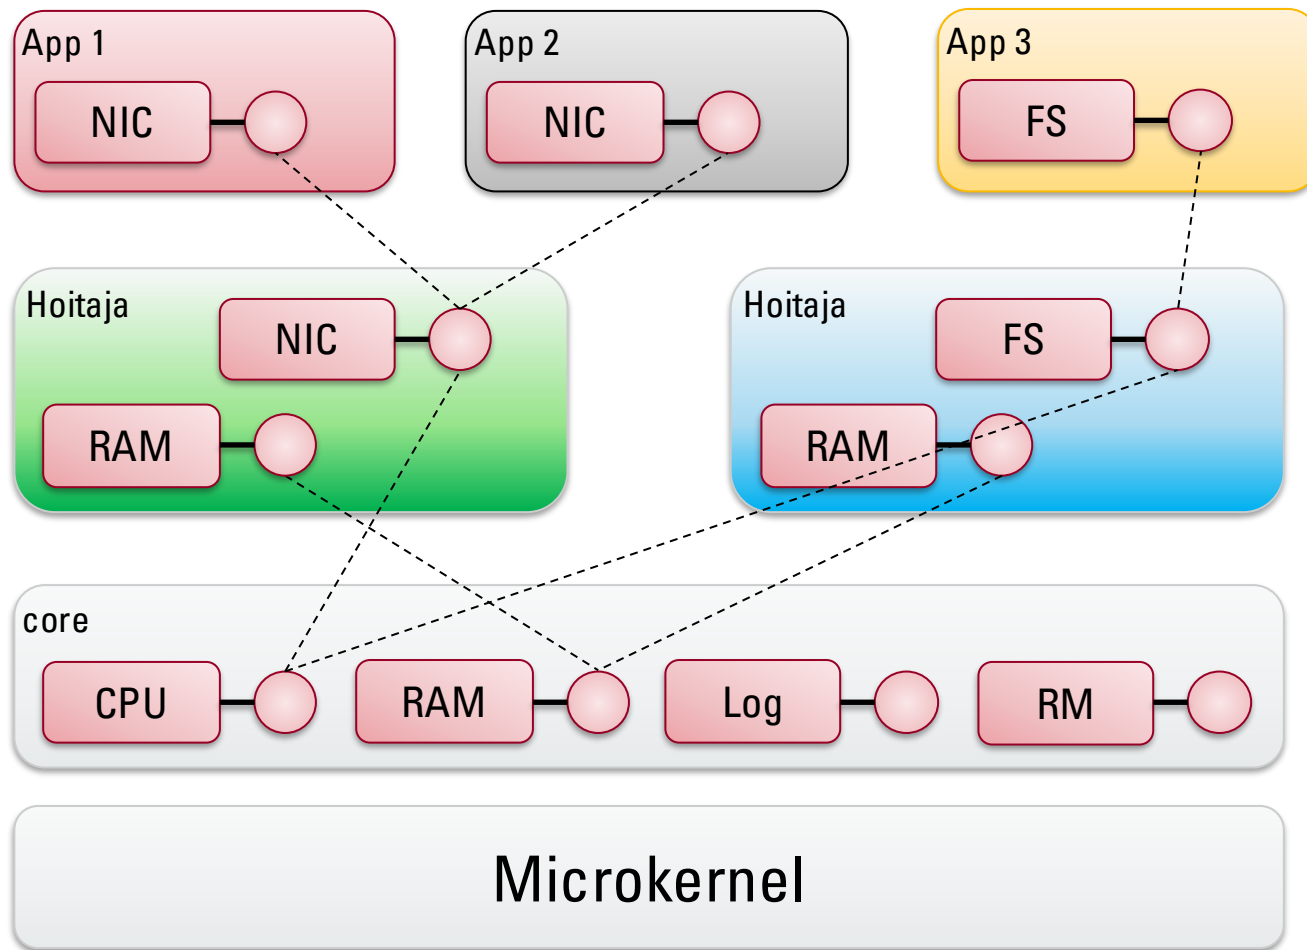 App 1
NIC
App 2
NIC
App 3
FS
Hoitaja
NIC
RAM
Hoitaja
FS
RAM
core
CPU
RAM
Log
RM
Microkernel